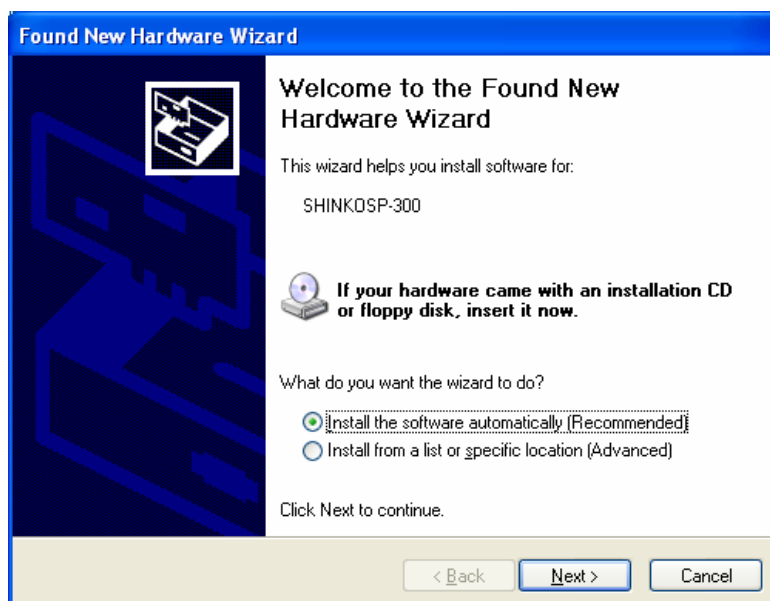 Found New Hardware Wizard
Welcome to the Found New
Hardware Wizard
This wizard helps you install software for:
SHINKOSP-300
If your hardware came with an installation CD
or floppy disk, insert it now.
What do you want the wizard to do?
Install the software automatically (Recommended)
Install from a list or specific location (Advanced)
Click Next to continue.
< Back
Next >
Cancel